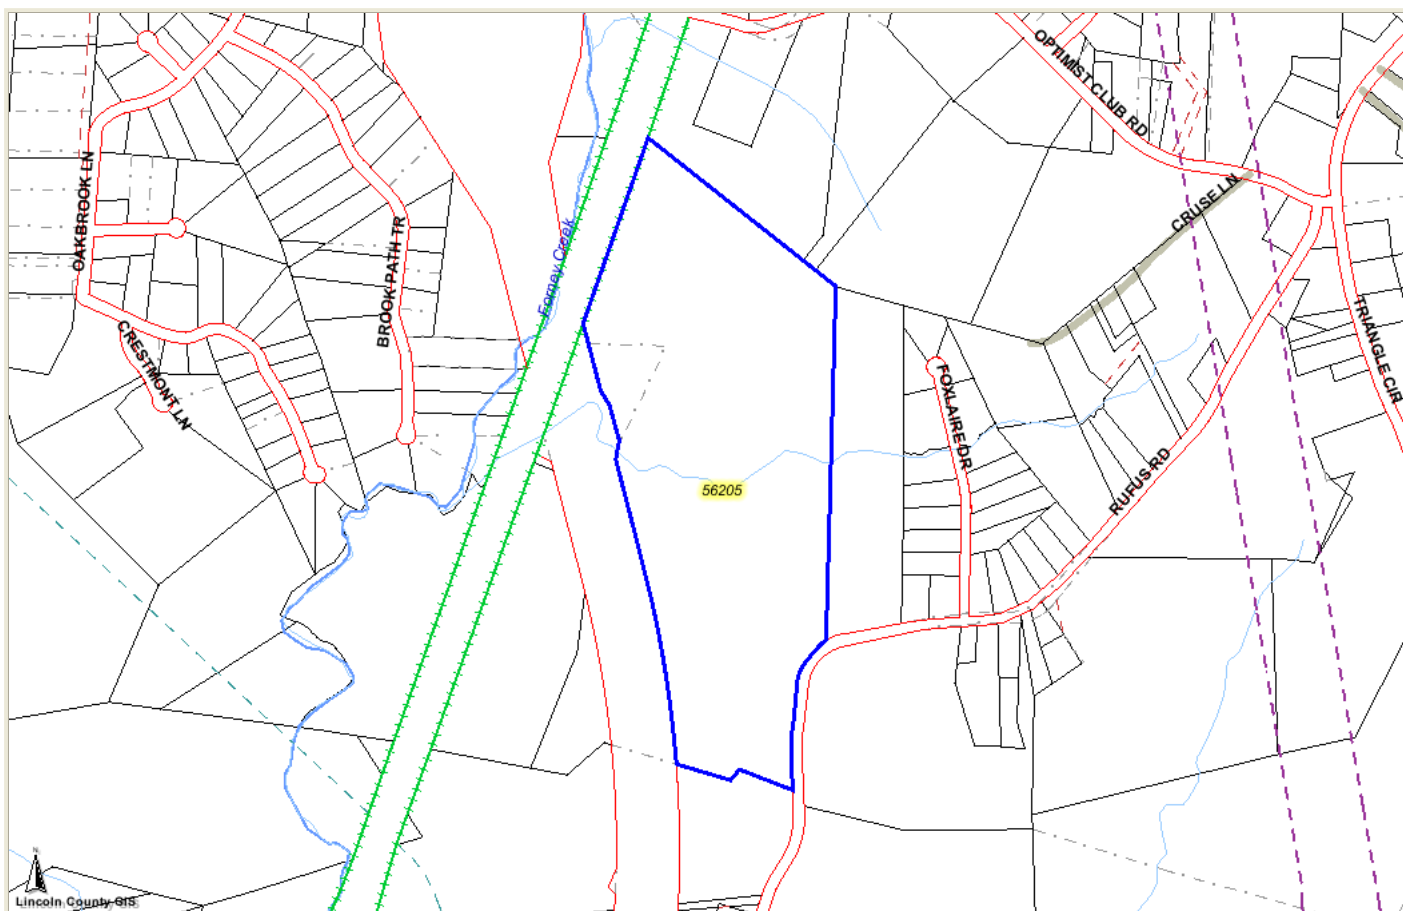 OPTIMIST CLUB RD
OAKBROOK LN
CRUSE LN
BROOK PATH TR
Forney Creek
CRESTMONT LN
TRIANGLE CIR
FOXLAIRE DR
RUFUS RD
56205
N
Lincoln County GIS